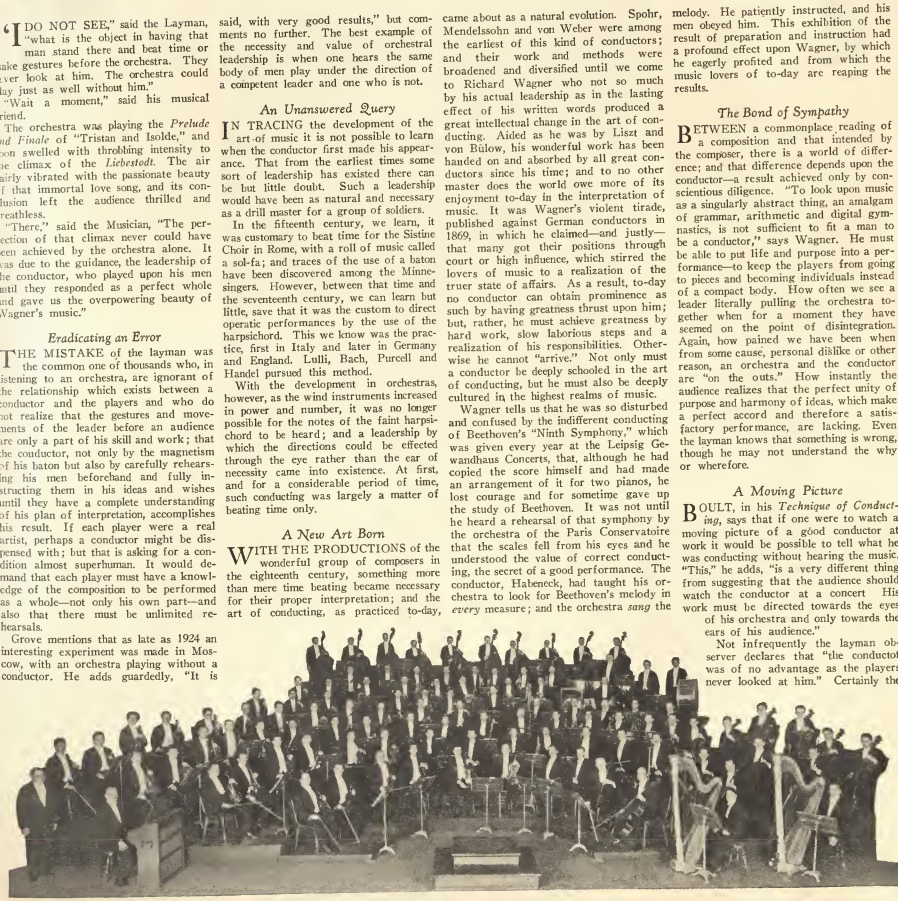 "I DO NOT SEE," said the Layman,
"what is the object in having that
man stand there and beat time or
ake gestures before the orchestra. They
ever look at him. The orchestra could
lay just as well without him."
"Wait a moment," said his musical
riend.
The orchestra was playing the Prelude
nd Finale of "Tristan and Isolde," and
oon swelled with throbbing intensity to
he climax of the Liebestodt. The air
airly vibrated with the passionate beauty
f that immortal love song, and its con-
lusion left the audience thrilled and
reathless.
"There," said the Musician, "The per-
ection of that climax never could have
een achieved by the orchestra alone. It
was due to the guidance, the leadership of
he conductor, who played upon his men
ntil they responded as a perfect whole
nd gave us the overpowering beauty of
Wagner's music."
Eradicating an Error
THE MISTAKE of the layman was
the common one of thousands who, in
istening to an orchestra, are ignorant of
the relationship which exists between a
conductor and the players and who do
not realize that the gestures and move-
ments of the leader before an audience
are only a part of his skill and work; that
the conductor, not only by the magnetism
of his baton but also by carefully rehears-
ing his men beforehand and fully in-
structing them in his ideas and wishes
until they have a complete understanding
of his plan of interpretation, accomplishes
his result. If each player were a real
artist, perhaps a conductor might be dis-
pensed with; but that is asking for a con-
dition almost superhuman. It would de-
mand that each player must have a knowl-
edge of the composition to be performed
as a whole—not only his own part—and
also that there must be unlimited re-
hearsals.
Grove mentions that as late as 1924 an
interesting experiment was made in Mos-
cow, with an orchestra playing without a
conductor. He adds guardedly, "It is
said, with very good results," but com-
ments no further. The best example of
the necessity and value of orchestral
leadership is when one hears the same
body of men play under the direction of
a competent leader and one who is not.
An Unanswered Query
IN TRACING the development of the
art of music it is not possible to learn
when the conductor first made his appear-
ance. That from the earliest times some
sort of leadership has existed there can
be but little doubt. Such a leadership
would have been as natural and necessary
as a drill master for a group of soldiers.
In the fifteenth century, we learn, it
was customary to beat time for the Sistine
Choir in Rome, with a roll of music called
a sol-fa; and traces of the use of a baton
have been discovered among the Minne-
singers. However, between that time and
the seventeenth century, we can learn but
little, save that it was the custom to direct
operatic performances by the use of the
harpsichord. This we know was the prac-
tice, first in Italy and later in Germany
and England. Lulli, Bach, Purcell and
Handel pursued this method.
With the development in orchestras,
however, as the wind instruments increased
in power and number, it was no longer
possible for the notes of the faint harpsi-
chord to be heard; and a leadership by
which the directions could be effected
through the eye rather than the ear of
necessity came into existence. At first,
and for a considerable period of time,
such conducting was largely a matter of
beating time only.
A New Art Born
WITH THE PRODUCTIONS of the
wonderful group of composers in
the eighteenth century, something more
than mere time beating became necessary
for their proper interpretation; and the
art of conducting, as practiced to-day,
came about as a natural evolution. Spohr,
Mendelssohn and von Weber were among
the earliest of this kind of conductors;
and their work and methods were
broadened and diversified until we come
to Richard Wagner who not so much
by his actual leadership as in the lasting
effect of his written words produced a
great intellectual change in the art of con-
ducting. Aided as he was by Liszt and
von Bülow, his wonderful work has been
handed on and absorbed by all great con-
ductors since his time; and to no other
master does the world owe more of its
enjoyment to-day in the interpretation of
music. It was Wagner's violent tirade,
published against German conductors in
1869, in which he claimed—and justly—
that many got their positions through
court or high influence, which stirred the
lovers of music to a realization of the
truer state of affairs. As a result, to-day
no conductor can obtain prominence as
such by having greatness thrust upon him;
but, rather, he must achieve greatness by
hard work, slow laborious steps and a
realization of his responsibilities. Other-
wise he cannot "arrive." Not only must
a conductor be deeply schooled in the art
of conducting, but he must also be deeply
cultured in the highest realms of music.
Wagner tells us that he was so disturbed
and confused by the indifferent conducting
of Beethoven's "Ninth Symphony," which
was given every year at the Leipsig Ge-
wandhaus Concerts, that, although he had
copied the score himself and had made
an arrangement of it for two pianos, he
lost courage and for sometime gave up
the study of Beethoven. It was not until
he heard a rehearsal of that symphony by
the orchestra of the Paris Conservatoire
that the scales fell from his eyes and he
understood the value of correct conduct-
ing, the secret of a good performance. The
conductor, Habeneck, had taught his or-
chestra to look for Beethoven's melody in
every measure; and the orchestra sang the
melody. He patiently instructed, and his
men obeyed him. This exhibition of the
result of preparation and instruction had
a profound effect upon Wagner, by which
he eagerly profited and from which the
music lovers of to-day are reaping the
results.
The Bond of Sympathy
BETWEEN a commonplace reading of
a composition and that intended by
the composer, there is a world of differ-
ence; and that difference depends upon the
conductor—a result achieved only by con-
scientious diligence. "To look upon music
as a singularly abstract thing, an amalgam
of grammar, arithmetic and digital gym-
nastics, is not sufficient to fit a man to
be a conductor," says Wagner. He must
be able to put life and purpose into a per-
formance—to keep the players from going
to pieces and becoming individuals instead
of a compact body. How often we see a
leader literally pulling the orchestra to-
gether when for a moment they have
seemed on the point of disintegration.
Again, how pained we have been when
from some cause, personal dislike or other
reason, an orchestra and the conductor
are "on the outs." How instantly the
audience realizes that the perfect unity of
purpose and harmony of ideas, which make
a perfect accord and therefore a satis-
factory performance, are lacking. Even
the layman knows that something is wrong,
though he may not understand the why
or wherefore.
A Moving Picture
BOULT, in his Technique of Conduct-
ing, says that if one were to watch a
moving picture of a good conductor at
work it would be possible to tell what he
was conducting without hearing the music.
"This," he adds, "is a very different thing
from suggesting that the audience should
watch the conductor at a concert His
work must be directed towards the eyes
of his orchestra and only towards the
ears of his audience."
Not infrequently the layman ob-
server declares that "the conductor
was of no advantage as the players
never looked at him." Certainly the